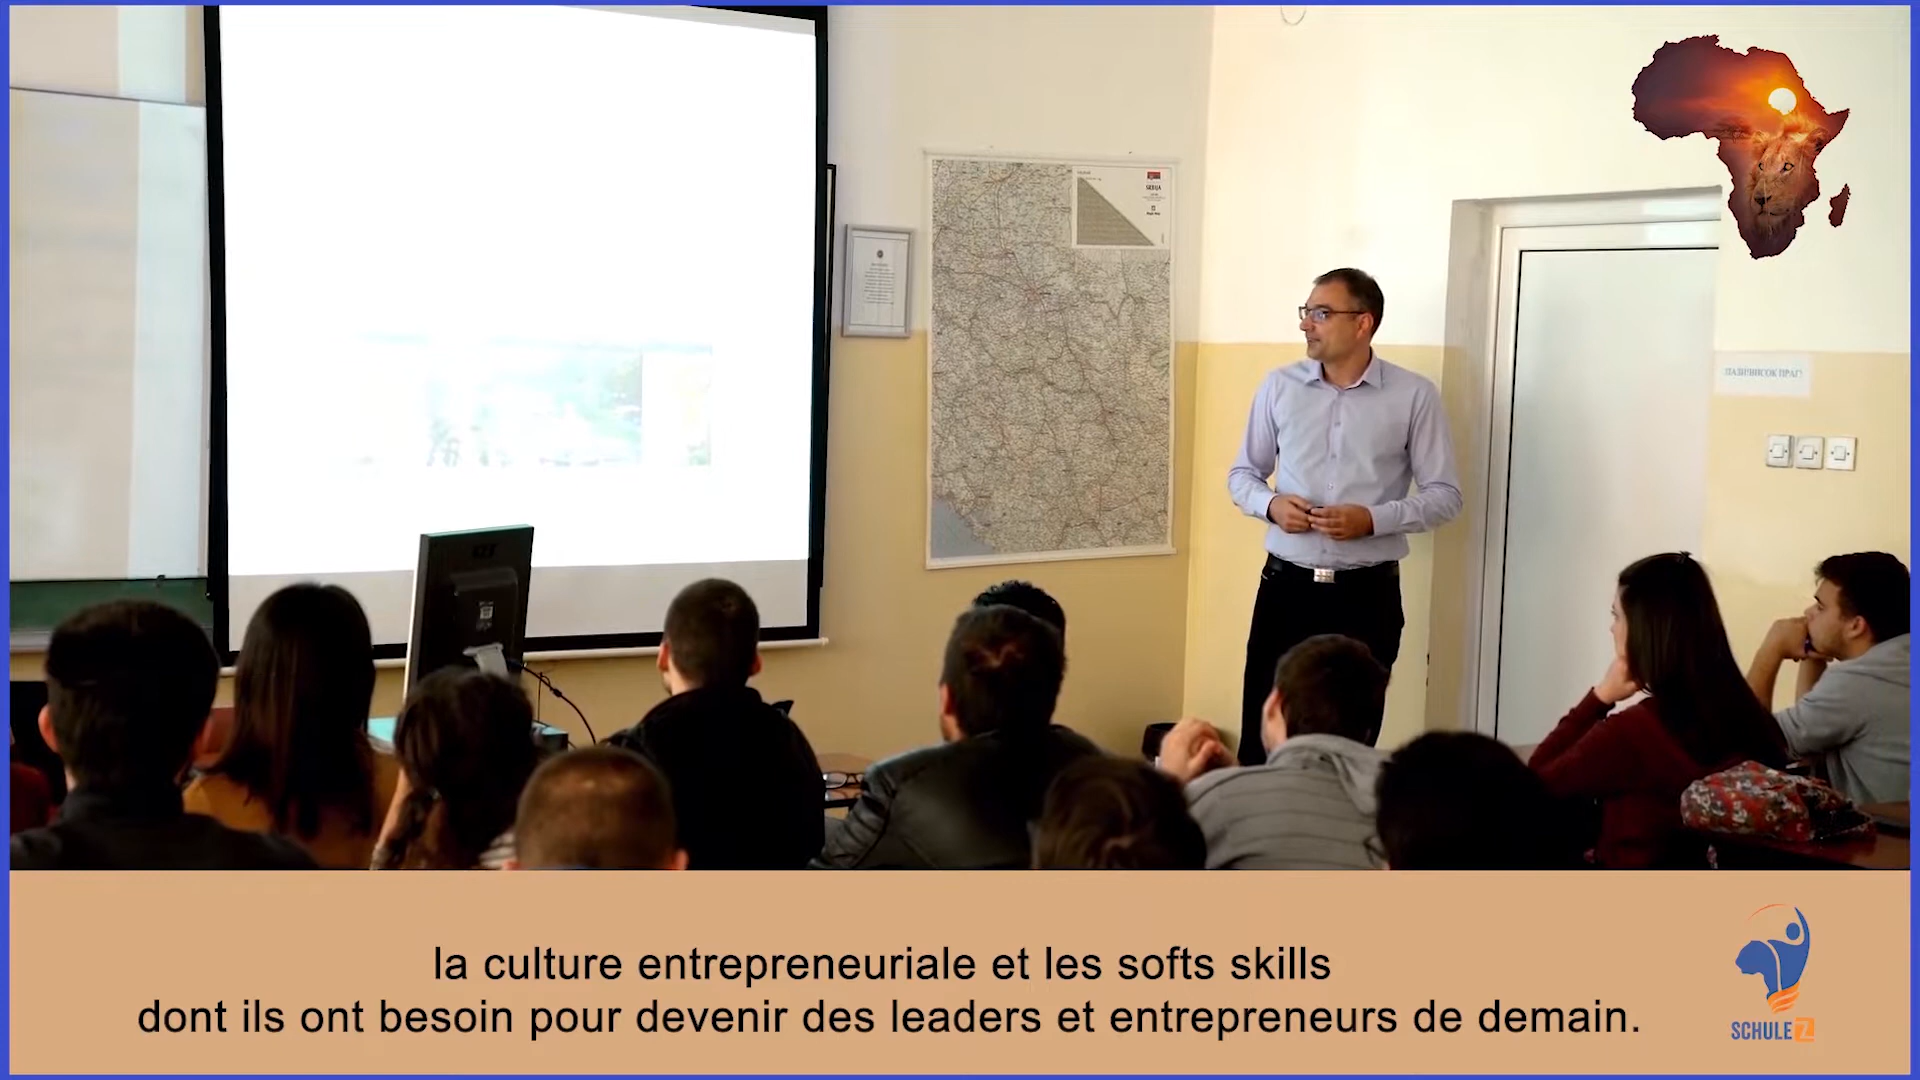 SRBIJA
la culture entrepreneuriale et les softs skills
dont ils ont besoin pour devenir des leaders et entrepreneurs de demain.
SCHULE Z